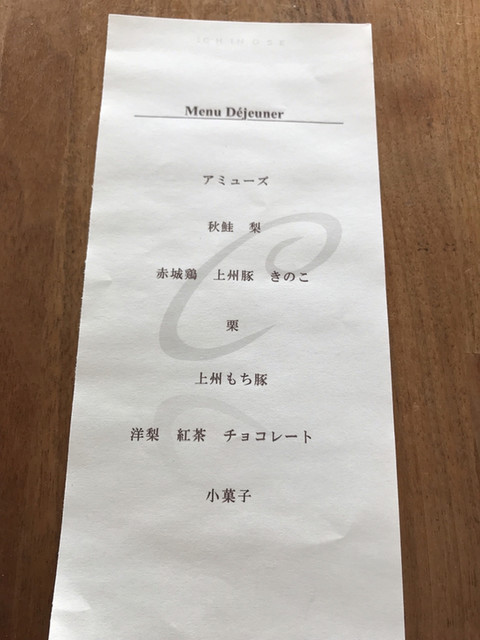 Menu Déjeuner
アミューズ
秋鮭　梨
赤城鶏　上州豚　きのこ
栗
上州もち豚
洋梨　紅茶　チョコレート
小菓子